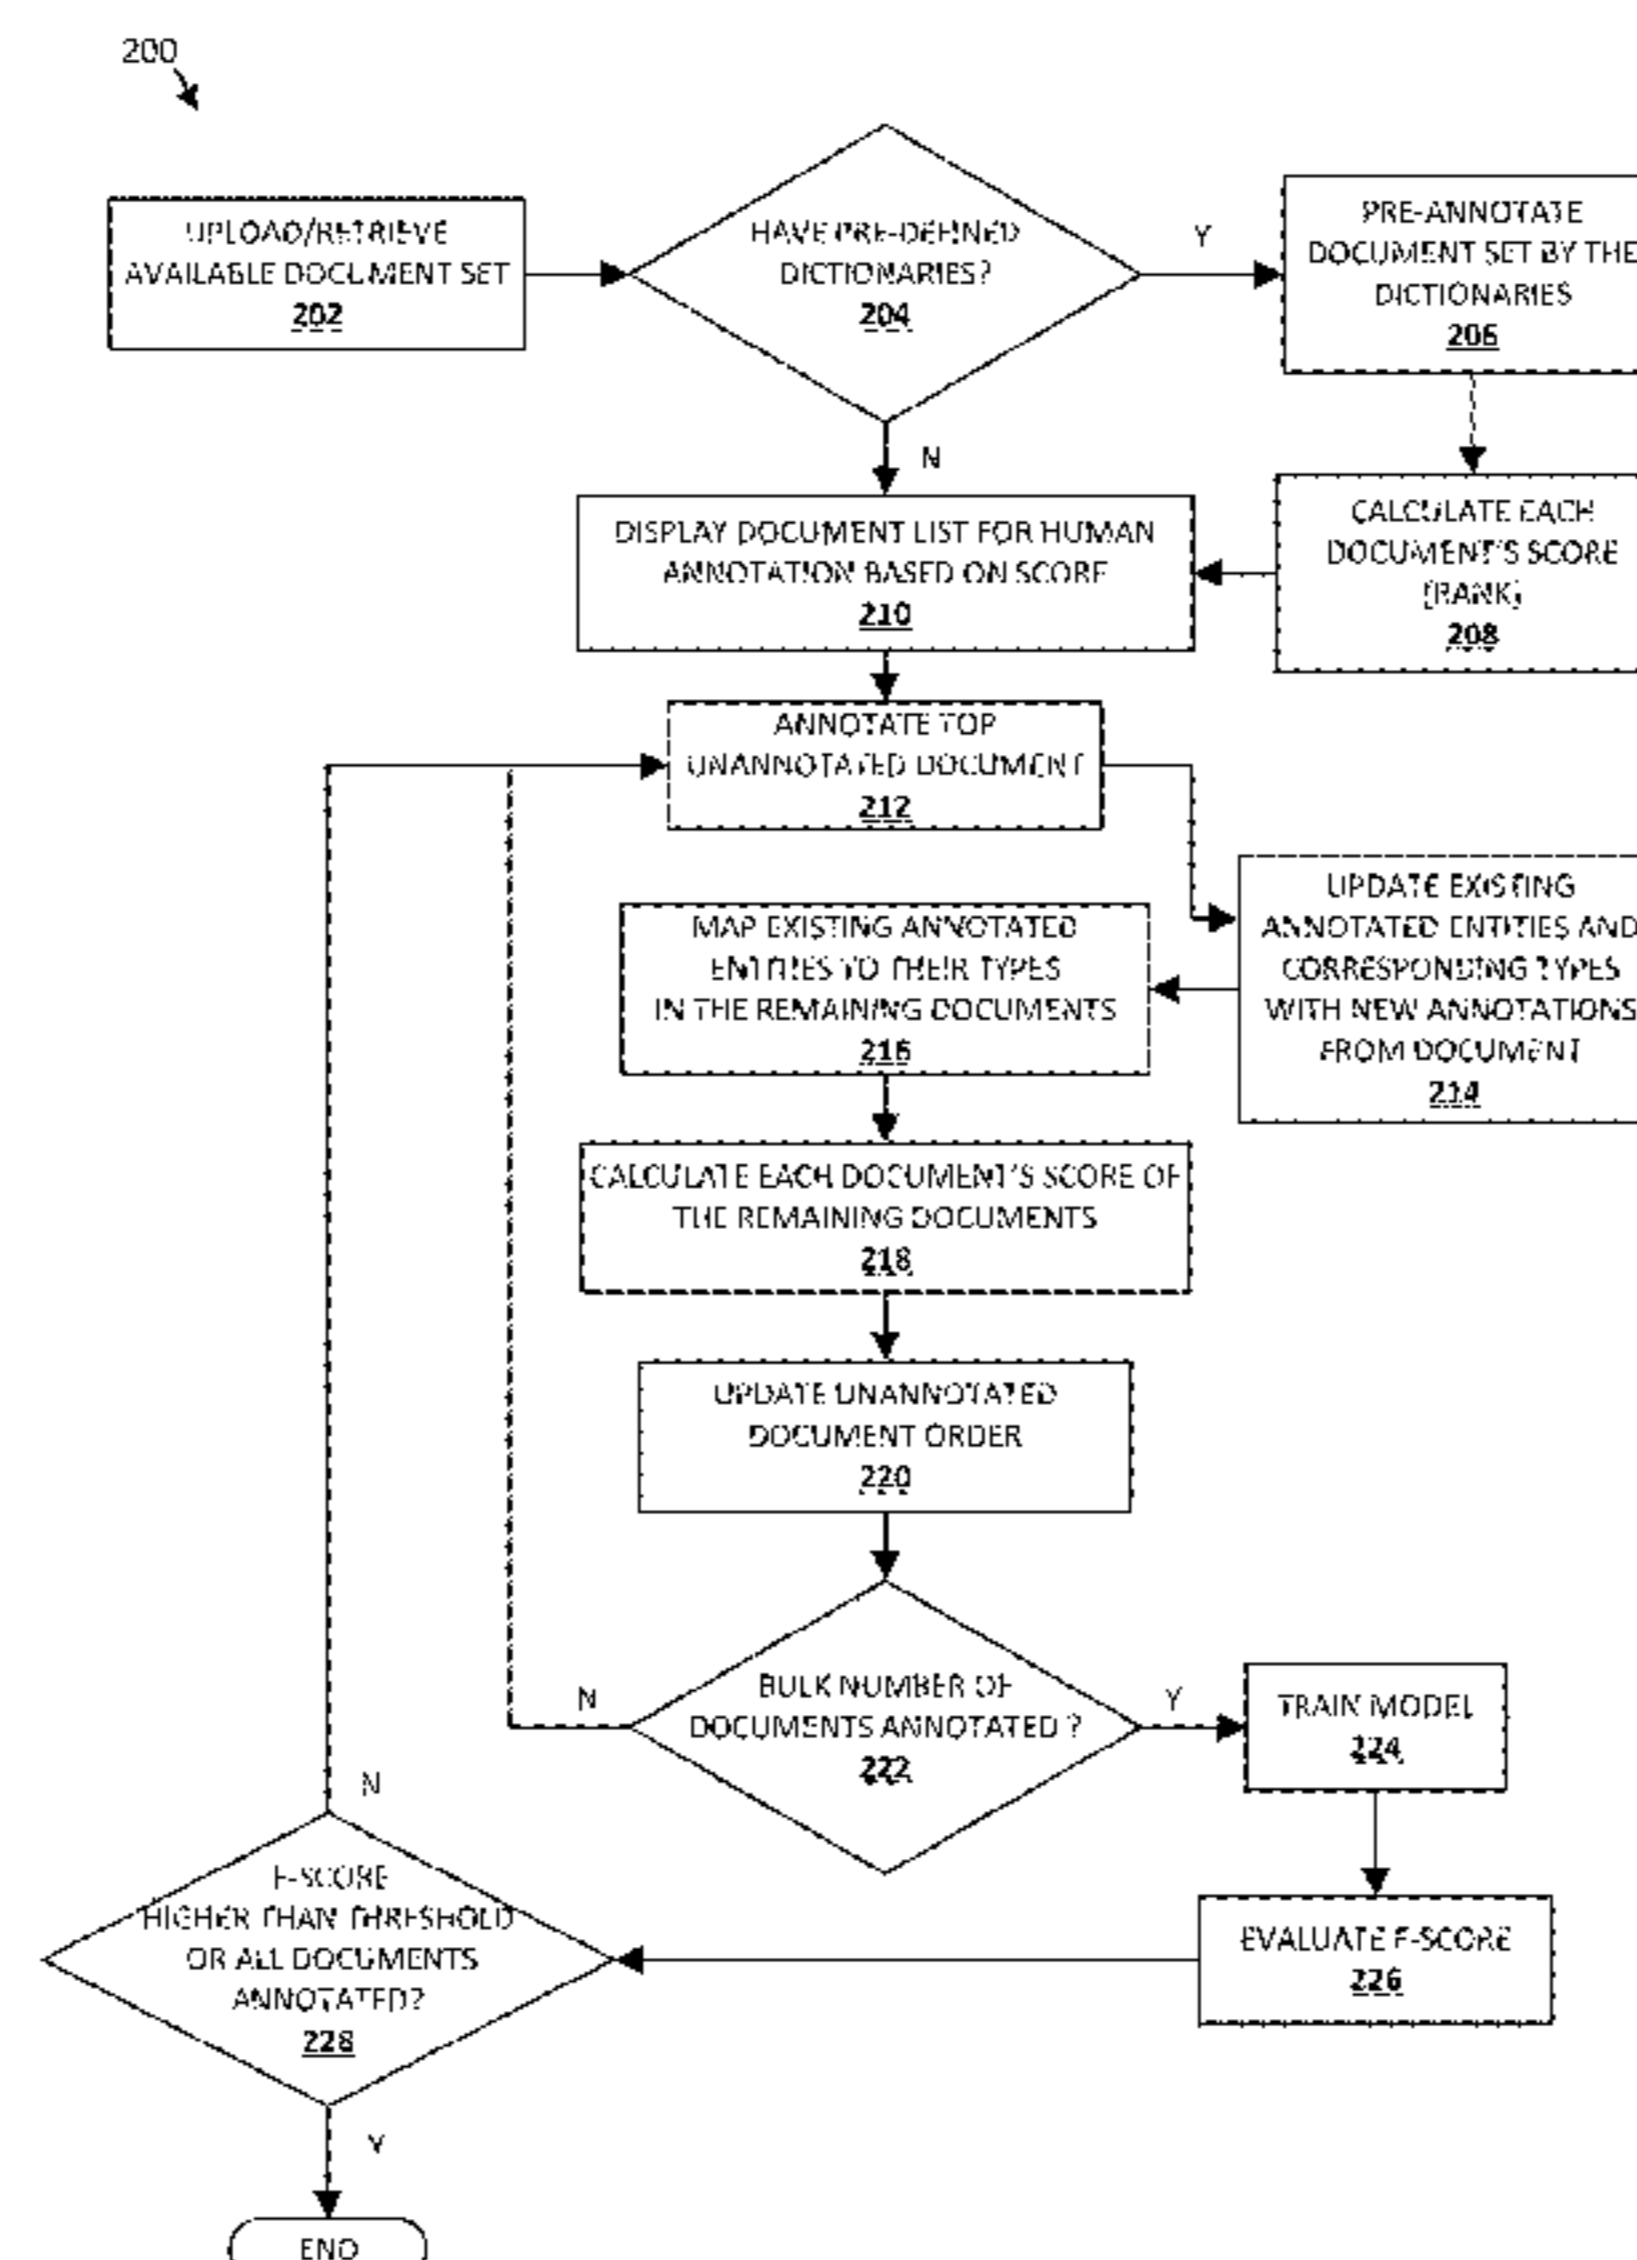 200
UPLOAD/RETRIEVE
AVAILABLE DOCUMENT SET
202
HAVE PRE-DEFINED
DICTIONARIES?
204
Y
PRE-ANNOTATE
DOCUMENT SET BY THE
DICTIONARIES
206
N
CALCULATE EACH
DOCUMENT'S SCORE
(RANK)
208
DISPLAY DOCUMENT LIST FOR HUMAN
ANNOTATION BASED ON SCORE
210
ANNOTATE TOP
UNANNOTATED DOCUMENT
212
UPDATE EXISTING
ANNOTATED ENTITIES AND
CORRESPONDING TYPES
WITH NEW ANNOTATIONS
FROM DOCUMENT
214
MAP EXISTING ANNOTATED
ENTITIES TO THEIR TYPES
IN THE REMAINING DOCUMENTS
216
CALCULATE EACH DOCUMENT'S SCORE OF
THE REMAINING DOCUMENTS
218
UPDATE UNANNOTATED
DOCUMENT ORDER
220
BULK NUMBER OF
DOCUMENTS ANNOTATED ?
222
N
Y
TRAIN MODEL
224
EVALUATE F-SCORE
226
N
F-SCORE
HIGHER THAN THRESHOLD
OR ALL DOCUMENTS
ANNOTATED?
228
Y
END